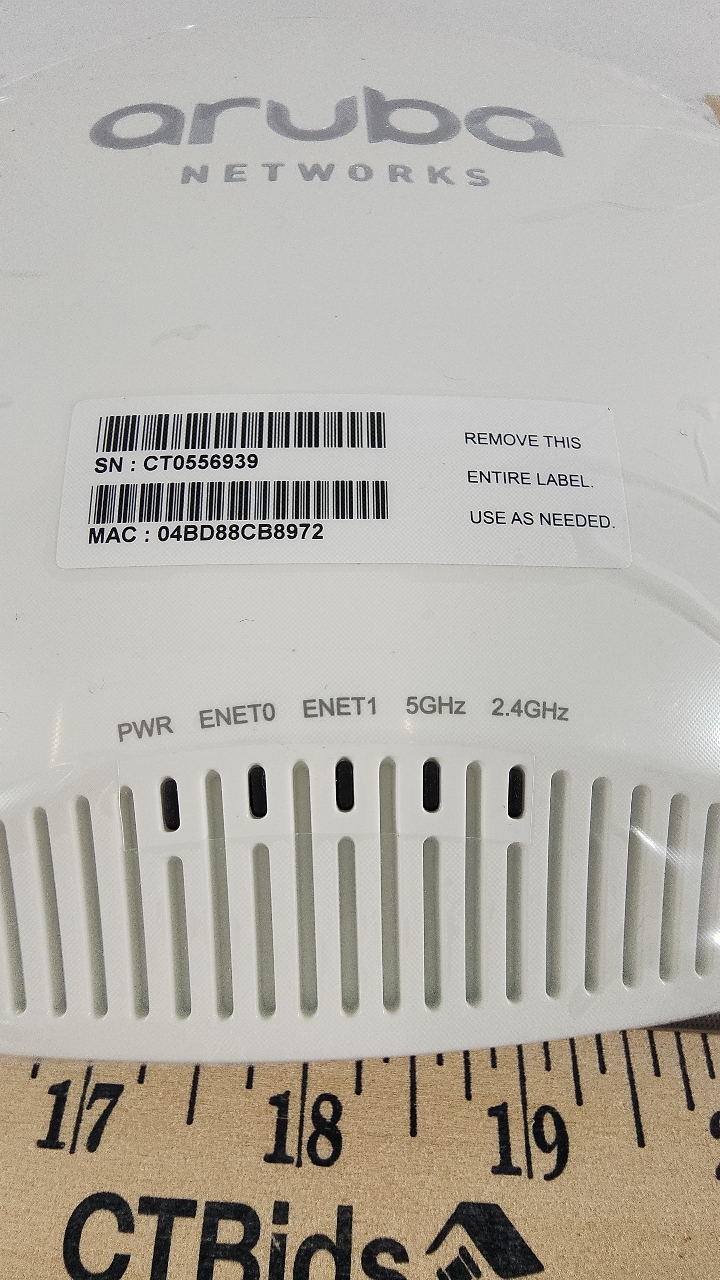 aruba
NETWORKS
SN : CT0556939
MAC : 04BD88CB8972
REMOVE THIS
ENTIRE LABEL.
USE AS NEEDED.
PWR ENET0 ENET1 5GHz 2.4GHz
17 18 19
CTBids